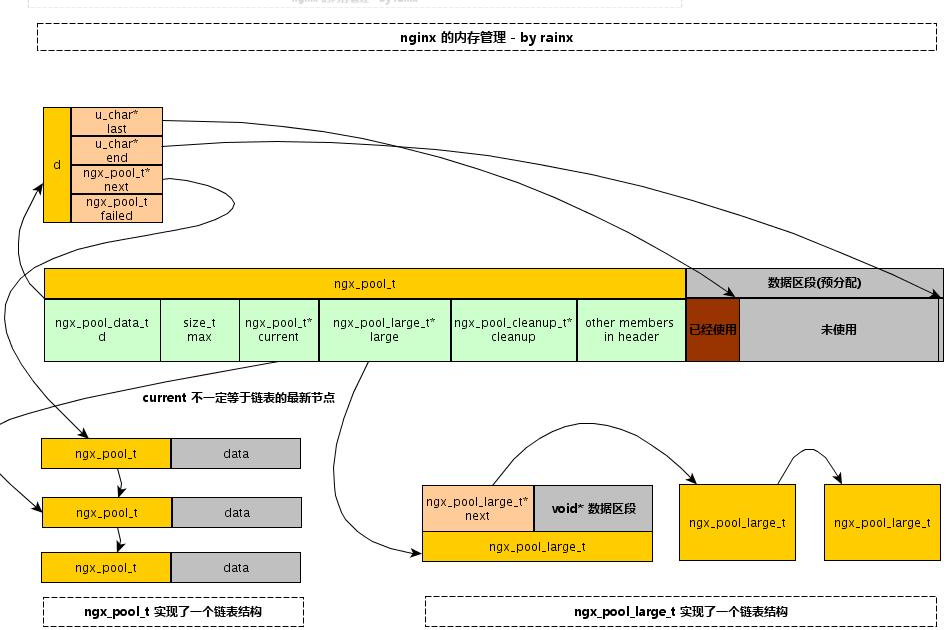 nginx 的内存管理 - by rainx
u_char*
last
u_char*
end
d
ngx_pool_t*
next
ngx_pool_t
failed
ngx_pool_t
数据区段(预分配)
ngx_pool_data_t
d
size_t
max
ngx_pool_t*
current
ngx_pool_large_t*
large
ngx_pool_cleanup_t*
cleanup
other members
in header
已经使用
未使用
current 不一定等于链表的最新节点
ngx_pool_t
data
ngx_pool_t
data
ngx_pool_t
data
ngx_pool_large_t*
next
void* 数据区段
ngx_pool_large_t
ngx_pool_large_t
ngx_pool_large_t
ngx_pool_t 实现了一个链表结构
ngx_pool_large_t 实现了一个链表结构